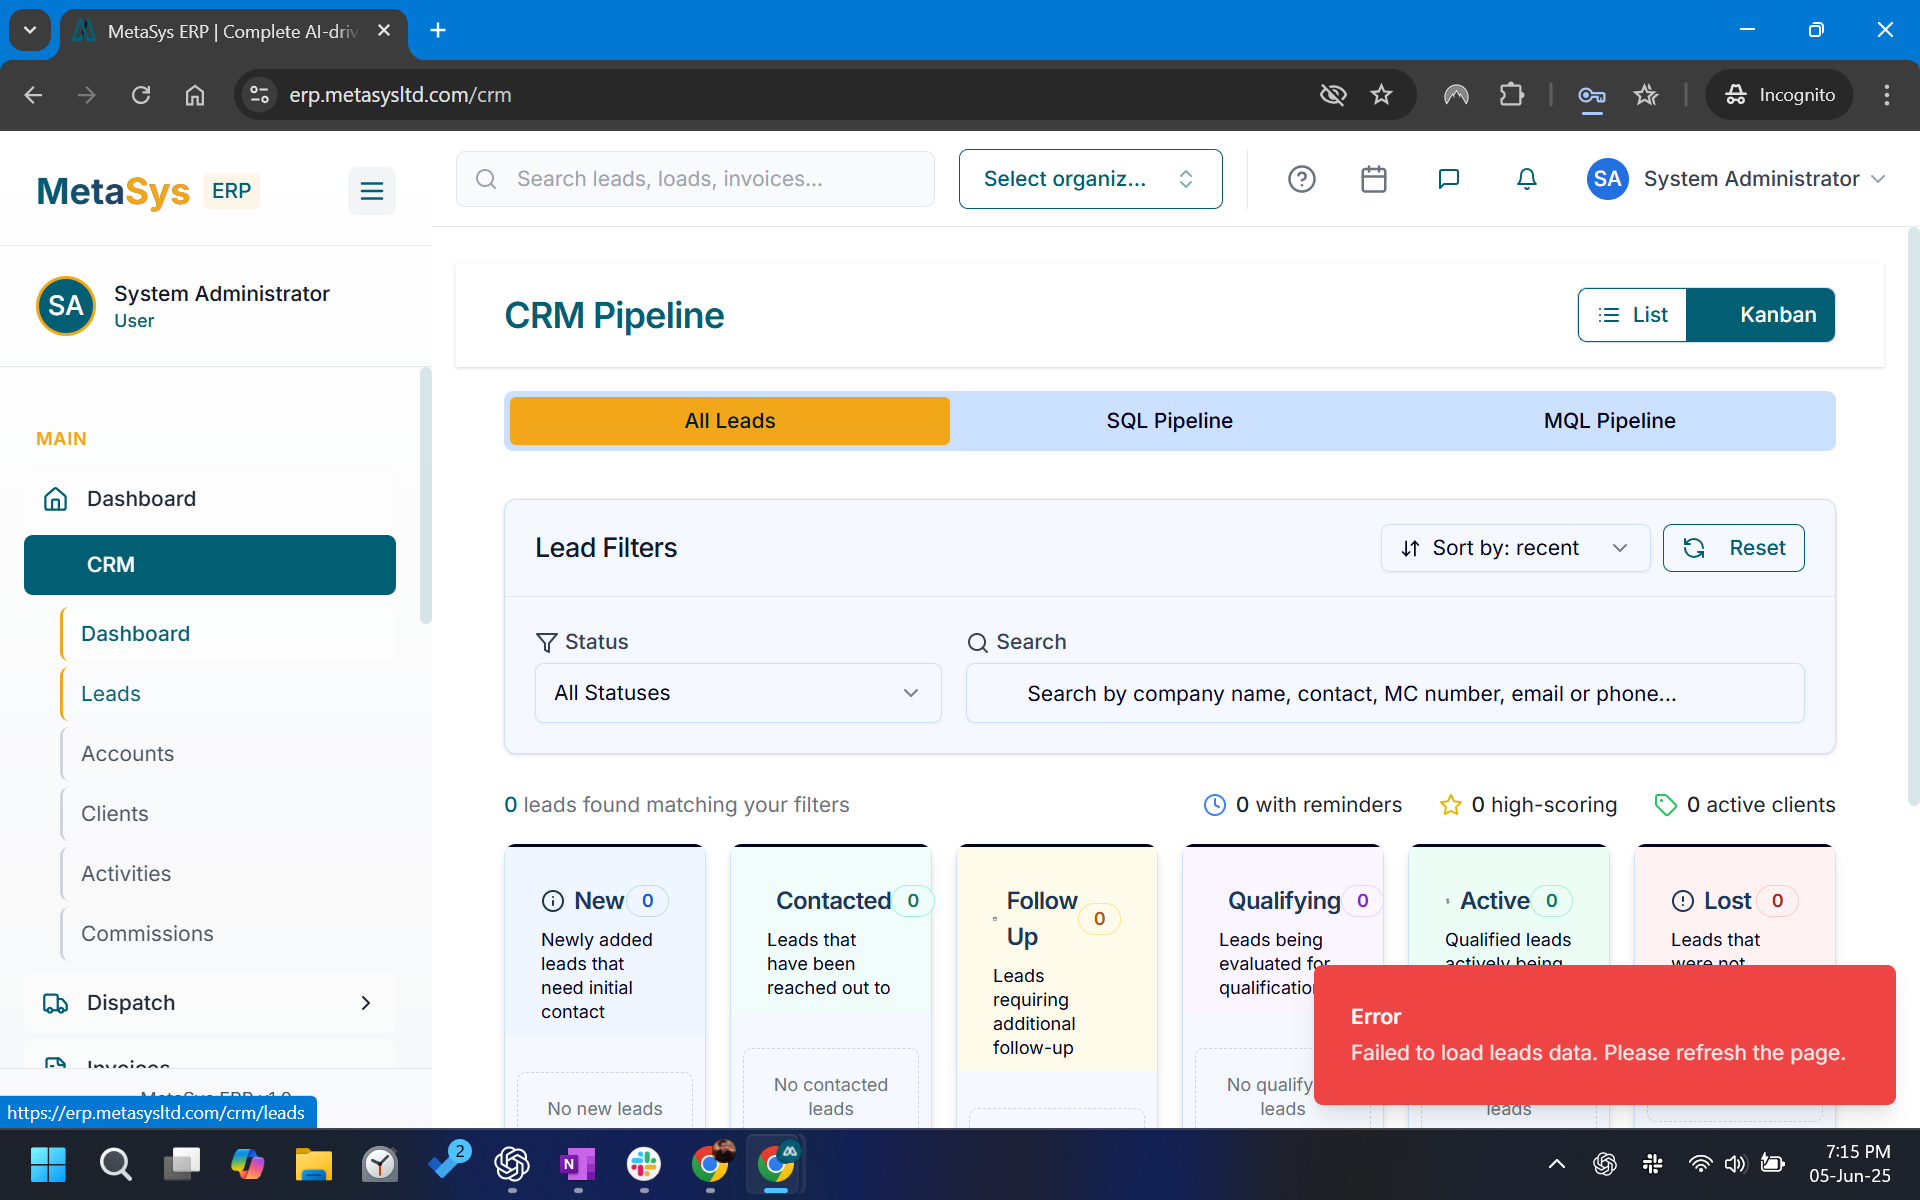 MetaSys ERP | Complete AI-driv
erp.metasysltd.com/crm
Incognito
MetaSys ERP
Search leads, loads, invoices...
Select organiz...
SA System Administrator
SA
System Administrator
User
MAIN
Dashboard
CRM
Dashboard
Leads
Accounts
Clients
Activities
Commissions
Dispatch
Invoices
MetaSys ERP v1.0
https://erp.metasysltd.com/crm/leads
CRM Pipeline
List
Kanban
All Leads
SQL Pipeline
MQL Pipeline
Lead Filters
Sort by: recent
Reset
Status
All Statuses
Search
Search by company name, contact, MC number, email or phone...
0 leads found matching your filters
0 with reminders
0 high-scoring
0 active clients
New 0
Newly added
leads that
need initial
contact
No new leads
Contacted 0
Leads that
have been
reached out to
No contacted
leads
Follow
Up
0
Leads
requiring
additional
follow-up
Qualifying 0
Leads being
evaluated for
qualification
No qualify
leads
Active 0
Qualified leads
actively being
leads
Lost 0
Leads that
were not
Error
Failed to load leads data. Please refresh the page.
2
7:15 PM
05-Jun-25